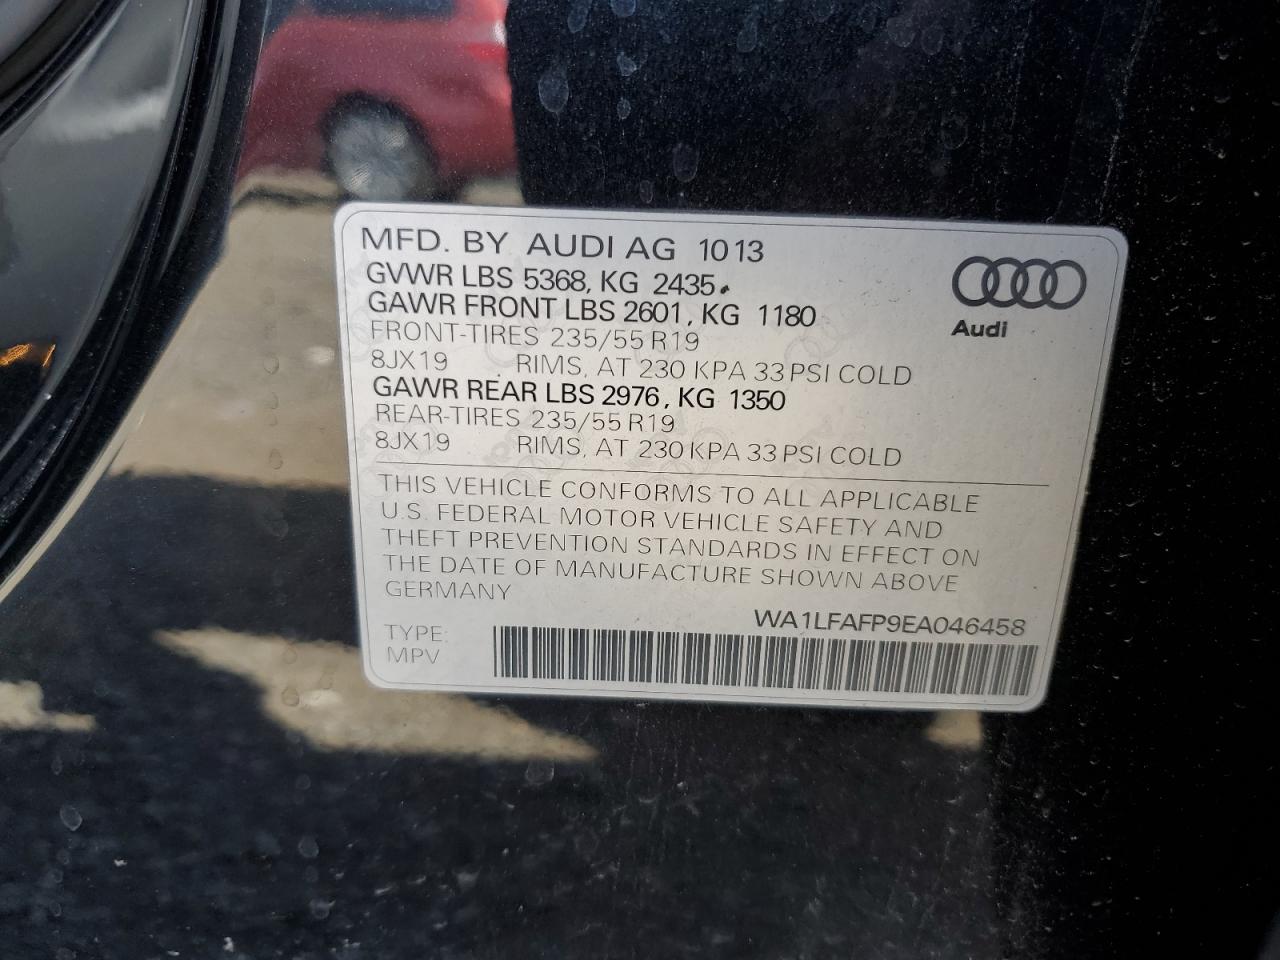 MFD. BY AUDI AG 10 13
GVWR LBS 5368, KG 2435
GAWR FRONT LBS 2601, KG 1180
FRONT-TIRES 235/55 R19
8JX19 RIMS, AT 230 KPA 33 PSI COLD
GAWR REAR LBS 2976, KG 1350
REAR-TIRES 235/55 R19
8JX19 RIMS, AT 230 KPA 33 PSI COLD
Audi
THIS VEHICLE CONFORMS TO ALL APPLICABLE
U.S. FEDERAL MOTOR VEHICLE SAFETY AND
THEFT PREVENTION STANDARDS IN EFFECT ON
THE DATE OF MANUFACTURE SHOWN ABOVE
GERMANY
WA1LFAFP9EA046458
TYPE:
MPV